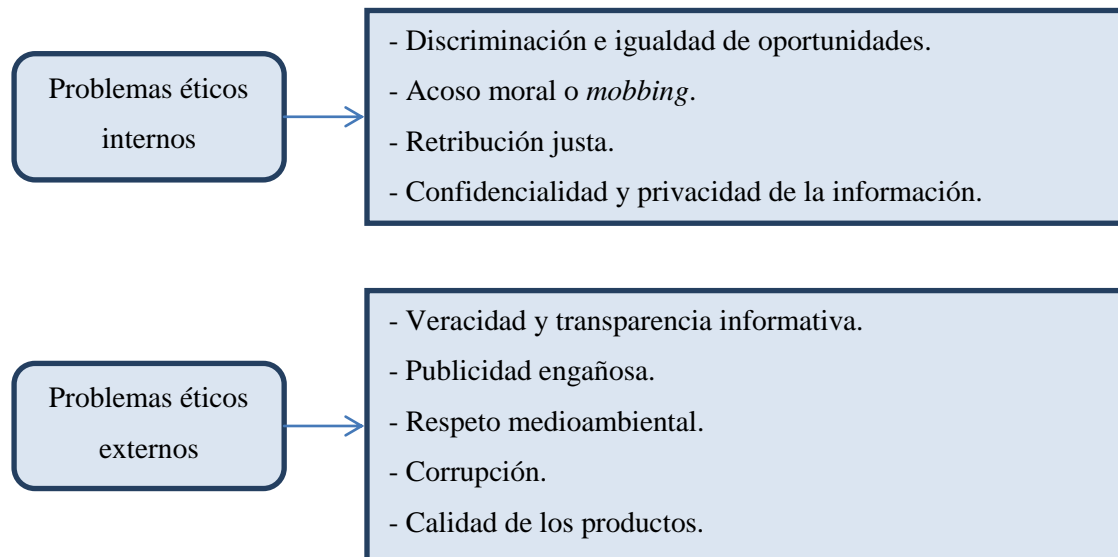 Problemas éticos
internos
- Discriminación e igualdad de oportunidades.
- Acoso moral o mobbing.
- Retribución justa.
- Confidencialidad y privacidad de la información.
Problemas éticos
externos
- Veracidad y transparencia informativa.
- Publicidad engañosa.
- Respeto medioambiental.
- Corrupción.
- Calidad de los productos.